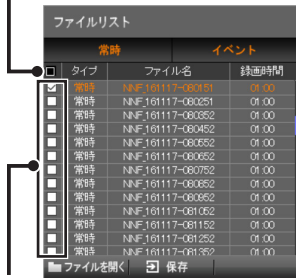 ファイルリスト
常時 イベント
タイプ ファイル名 録画時間
常時 NNF_161117-080151 01:00
常時 NNF_161117-080251 01:00
常時 NNF_161117-080352 01:00
常時 NNF_161117-080452 01:00
常時 NNF_161117-080552 01:00
常時 NNF_161117-080652 01:00
常時 NNF_161117-080752 01:00
常時 NNF_161117-080852 01:00
常時 NNF_161117-080952 01:00
常時 NNF_161117-081052 01:00
常時 NNF_161117-081152 01:00
常時 NNF_161117-081252 01:00
常時 NNF_161117-081352 01:00
ファイルを開く 保存